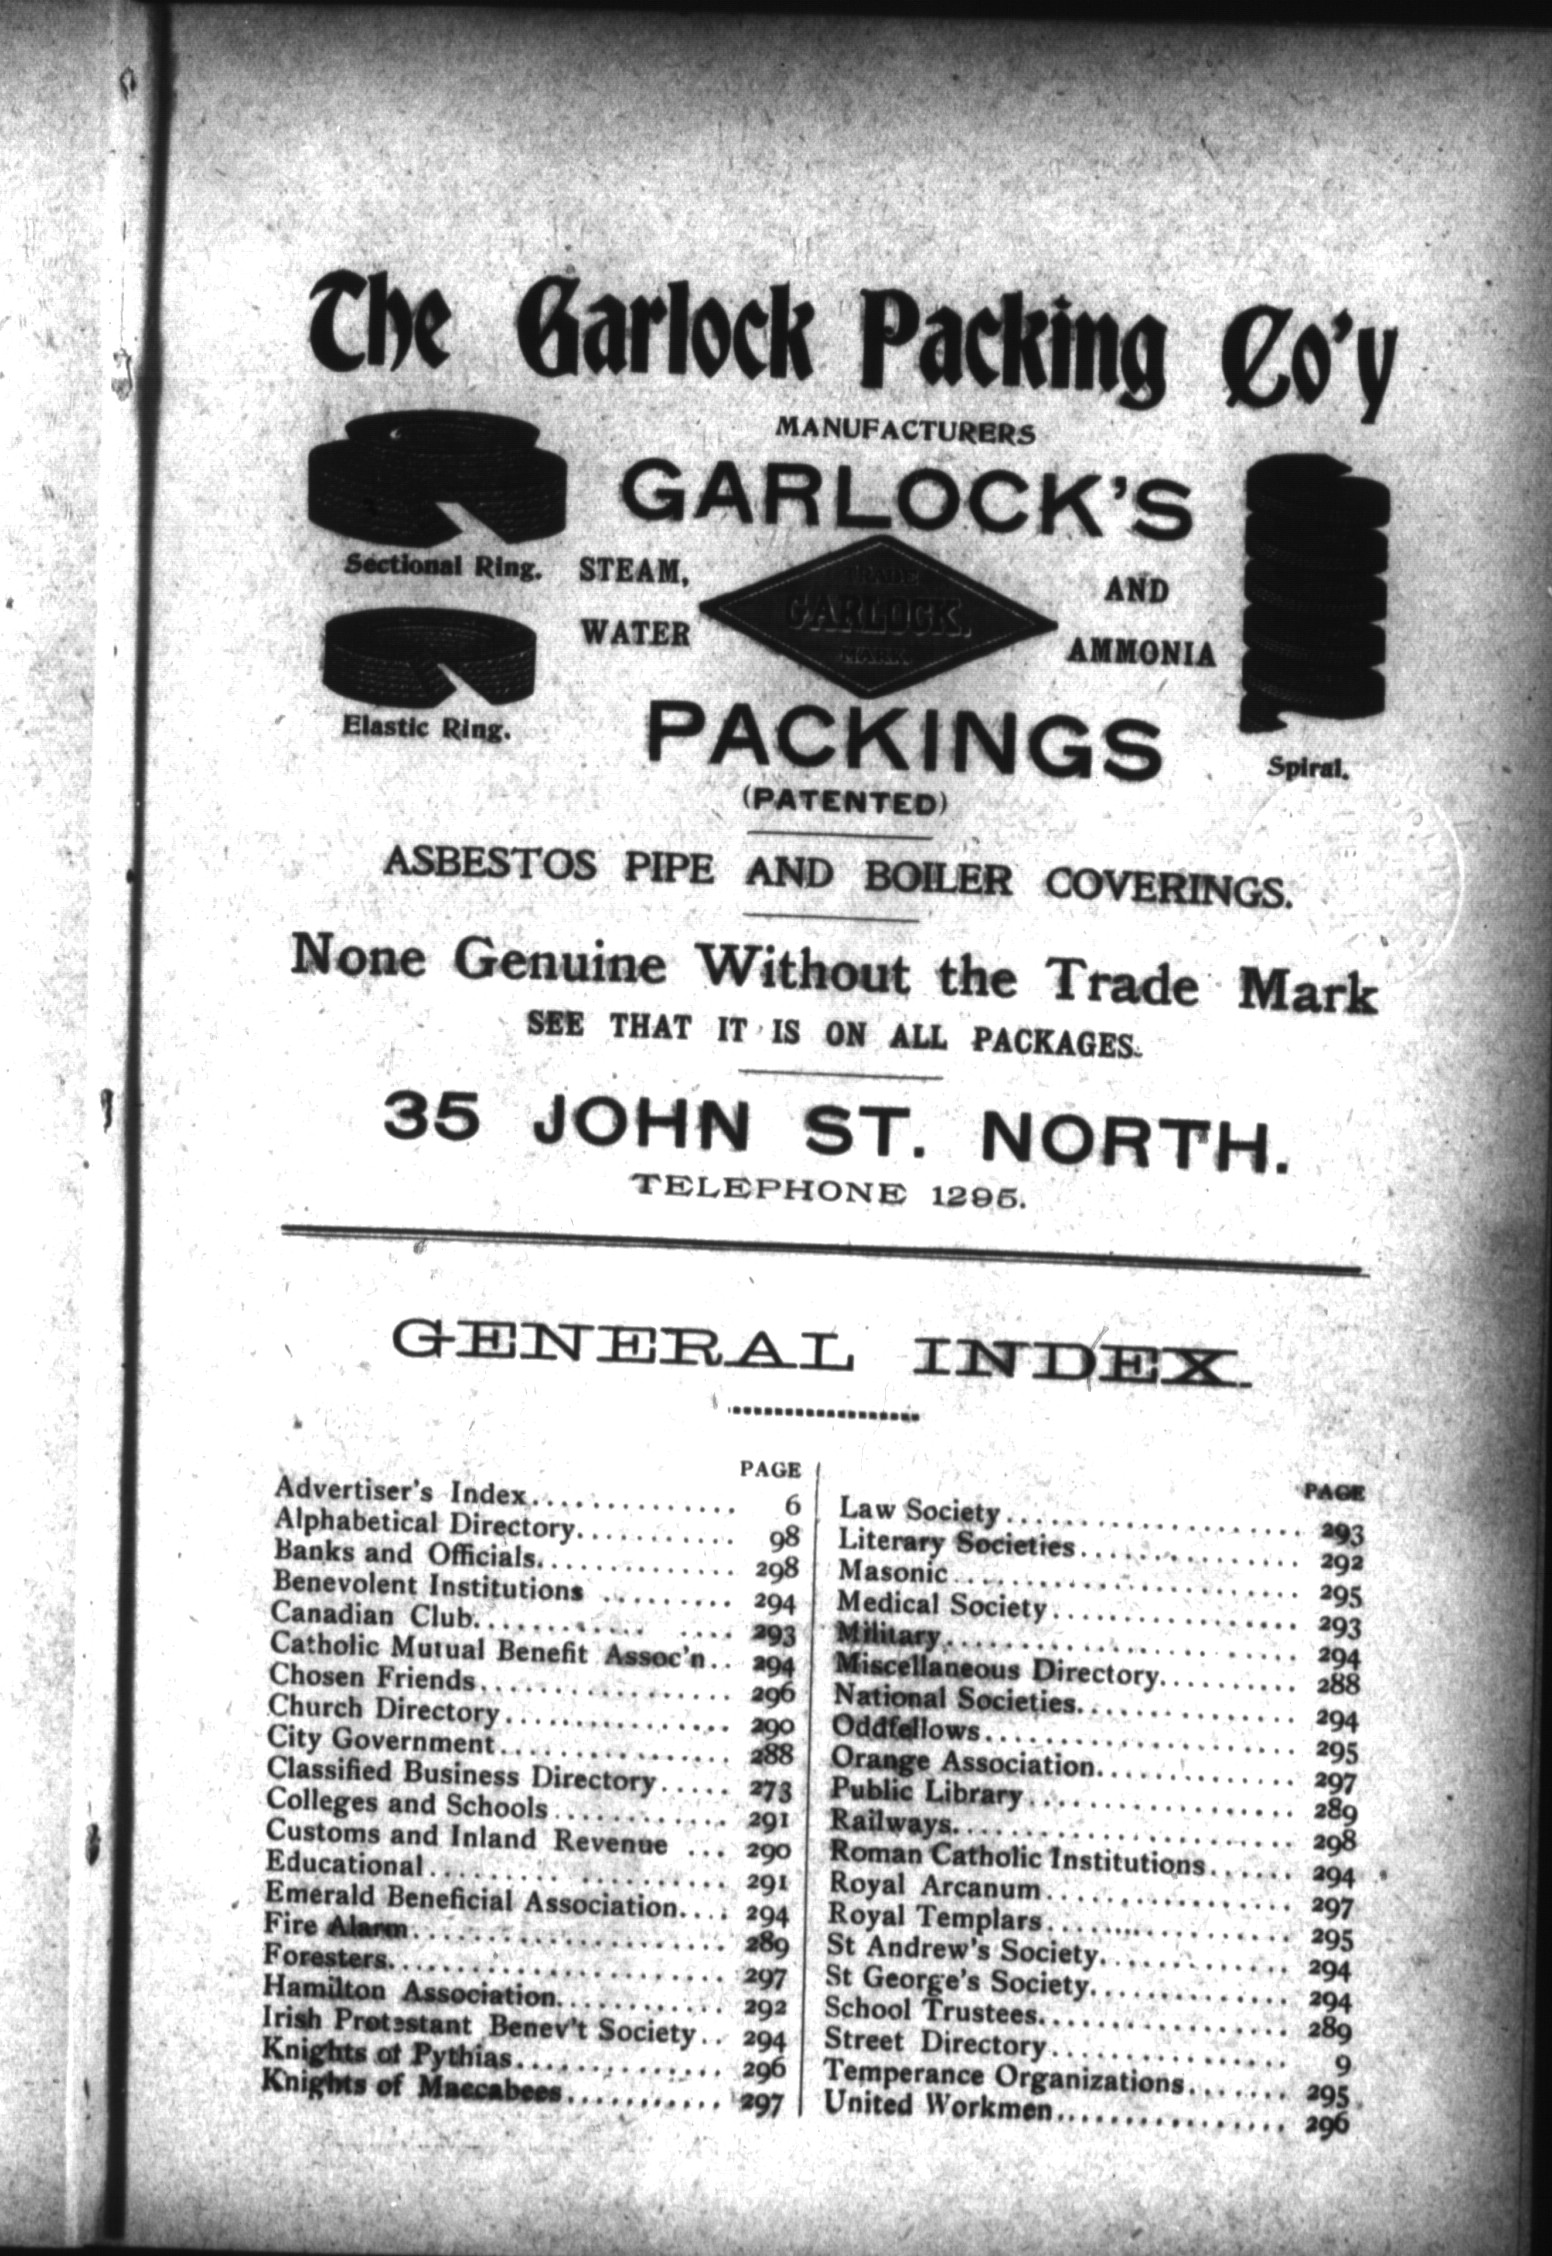 The Garlock Packing Co'y
MANUFACTURERS
GARLOCK'S
Sectional Ring.
STEAM,
WATER
TRADE
GARLOCK.
MARK.
AND
AMMONIA
Elastic Ring.
PACKINGS
Spiral.
(PATENTED)
ASBESTOS PIPE AND BOILER COVERINGS.
None Genuine Without the Trade Mark
SEE THAT IT IS ON ALL PACKAGES.
35 JOHN ST. NORTH.
TELEPHONE 1295.
GENERAL INDEX.
PAGE
Advertiser's Index.............. 6
Alphabetical Directory........... 98
Banks and Officials............. 298
Benevolent Institutions ......... 294
Canadian Club............ .... 293
Catholic Mutual Benefit Assoc'n.. 294
Chosen Friends................. 296
Church Directory............... 290
City Government................ 288
Classified Business Directory..... 273
Colleges and Schools............ 291
Customs and Inland Revenue ... 290
Educational......... .......... 291
Emerald Beneficial Association.... 294
Fire Alarm..................... 289
Foresters...................... 297
Hamilton Association........... 292
Irish Protestant Benev't Society.. 294
Knights of Pythias.............. 296
Knights of Maccabees........... 297
PAGE
Law Society.................... 293
Literary Societies............... 292
Masonic....................... 295
Medical Society................. 293
Military........................ 294
Miscellaneous Directory.......... 288
National Societies............... 294
Oddfellows..................... 295
Orange Association.............. 297
Public Library.................. 289
Railways....................... 298
Roman Catholic Institutions...... 294
Royal Arcanum................. 297
Royal Templars................. 295
St Andrew's Society............. 294
St George's Society.............. 294
School Trustees................. 289
Street Directory................ 9
Temperance Organizations....... 295
United Workmen................ 296